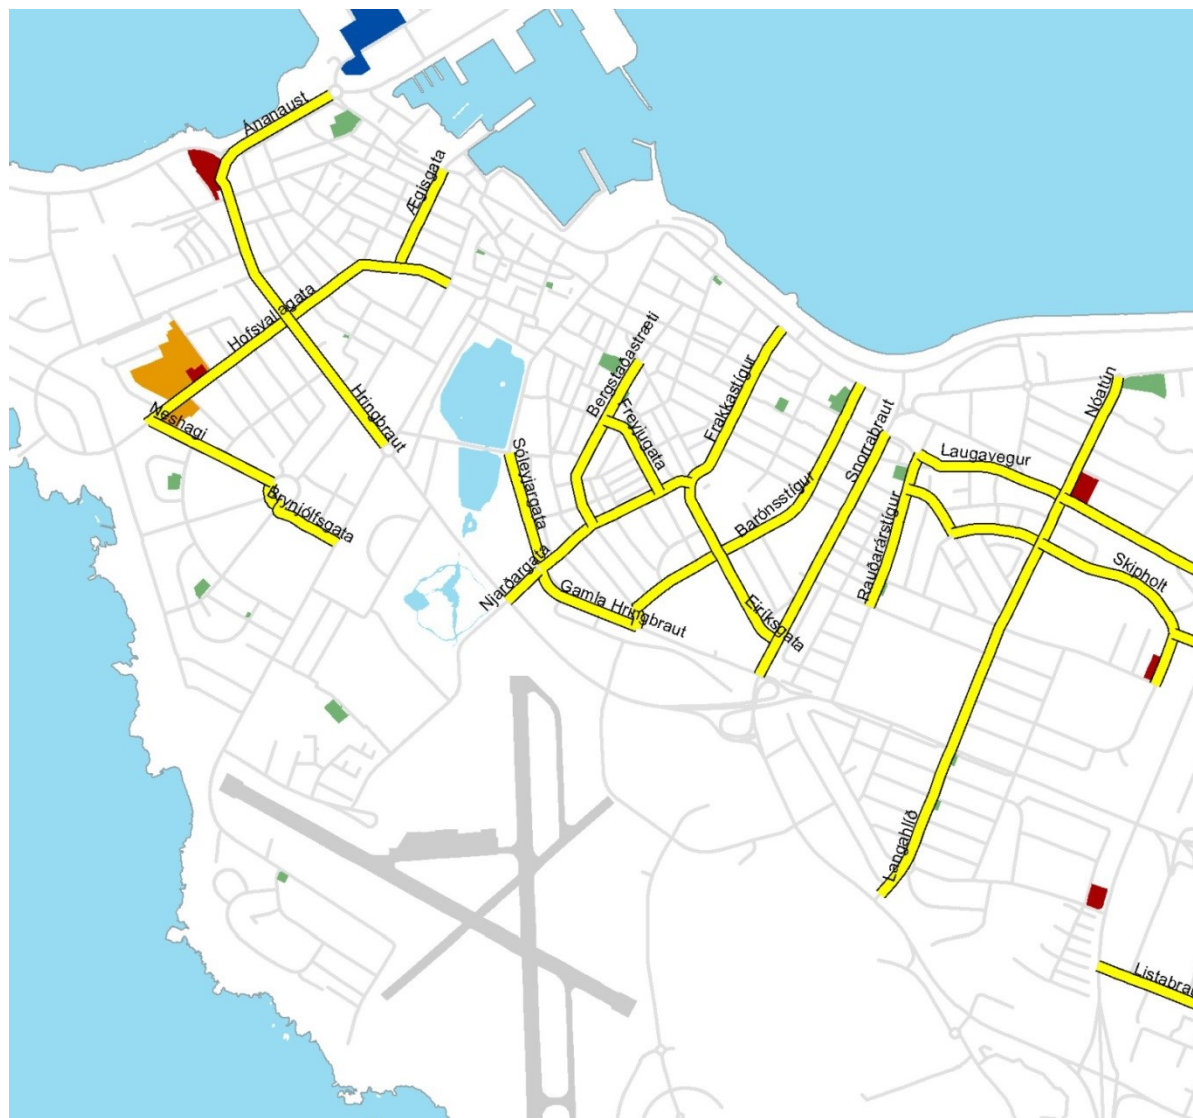 Ánanaust
Ægisgata
Hofsvallagata
Hringbraut
Neshagi
Brynjólfsgata
Bergstaðastræti
Freyjugata
Frakkastígur
Sóleyjargata
Njarðargata
Gamla Hringbraut
Barónsstígur
Eiríksgata
Snorrabraut
Rauðarárstígur
Laugavegur
Nóatún
Skipholt
Langahlíð
Listabrau